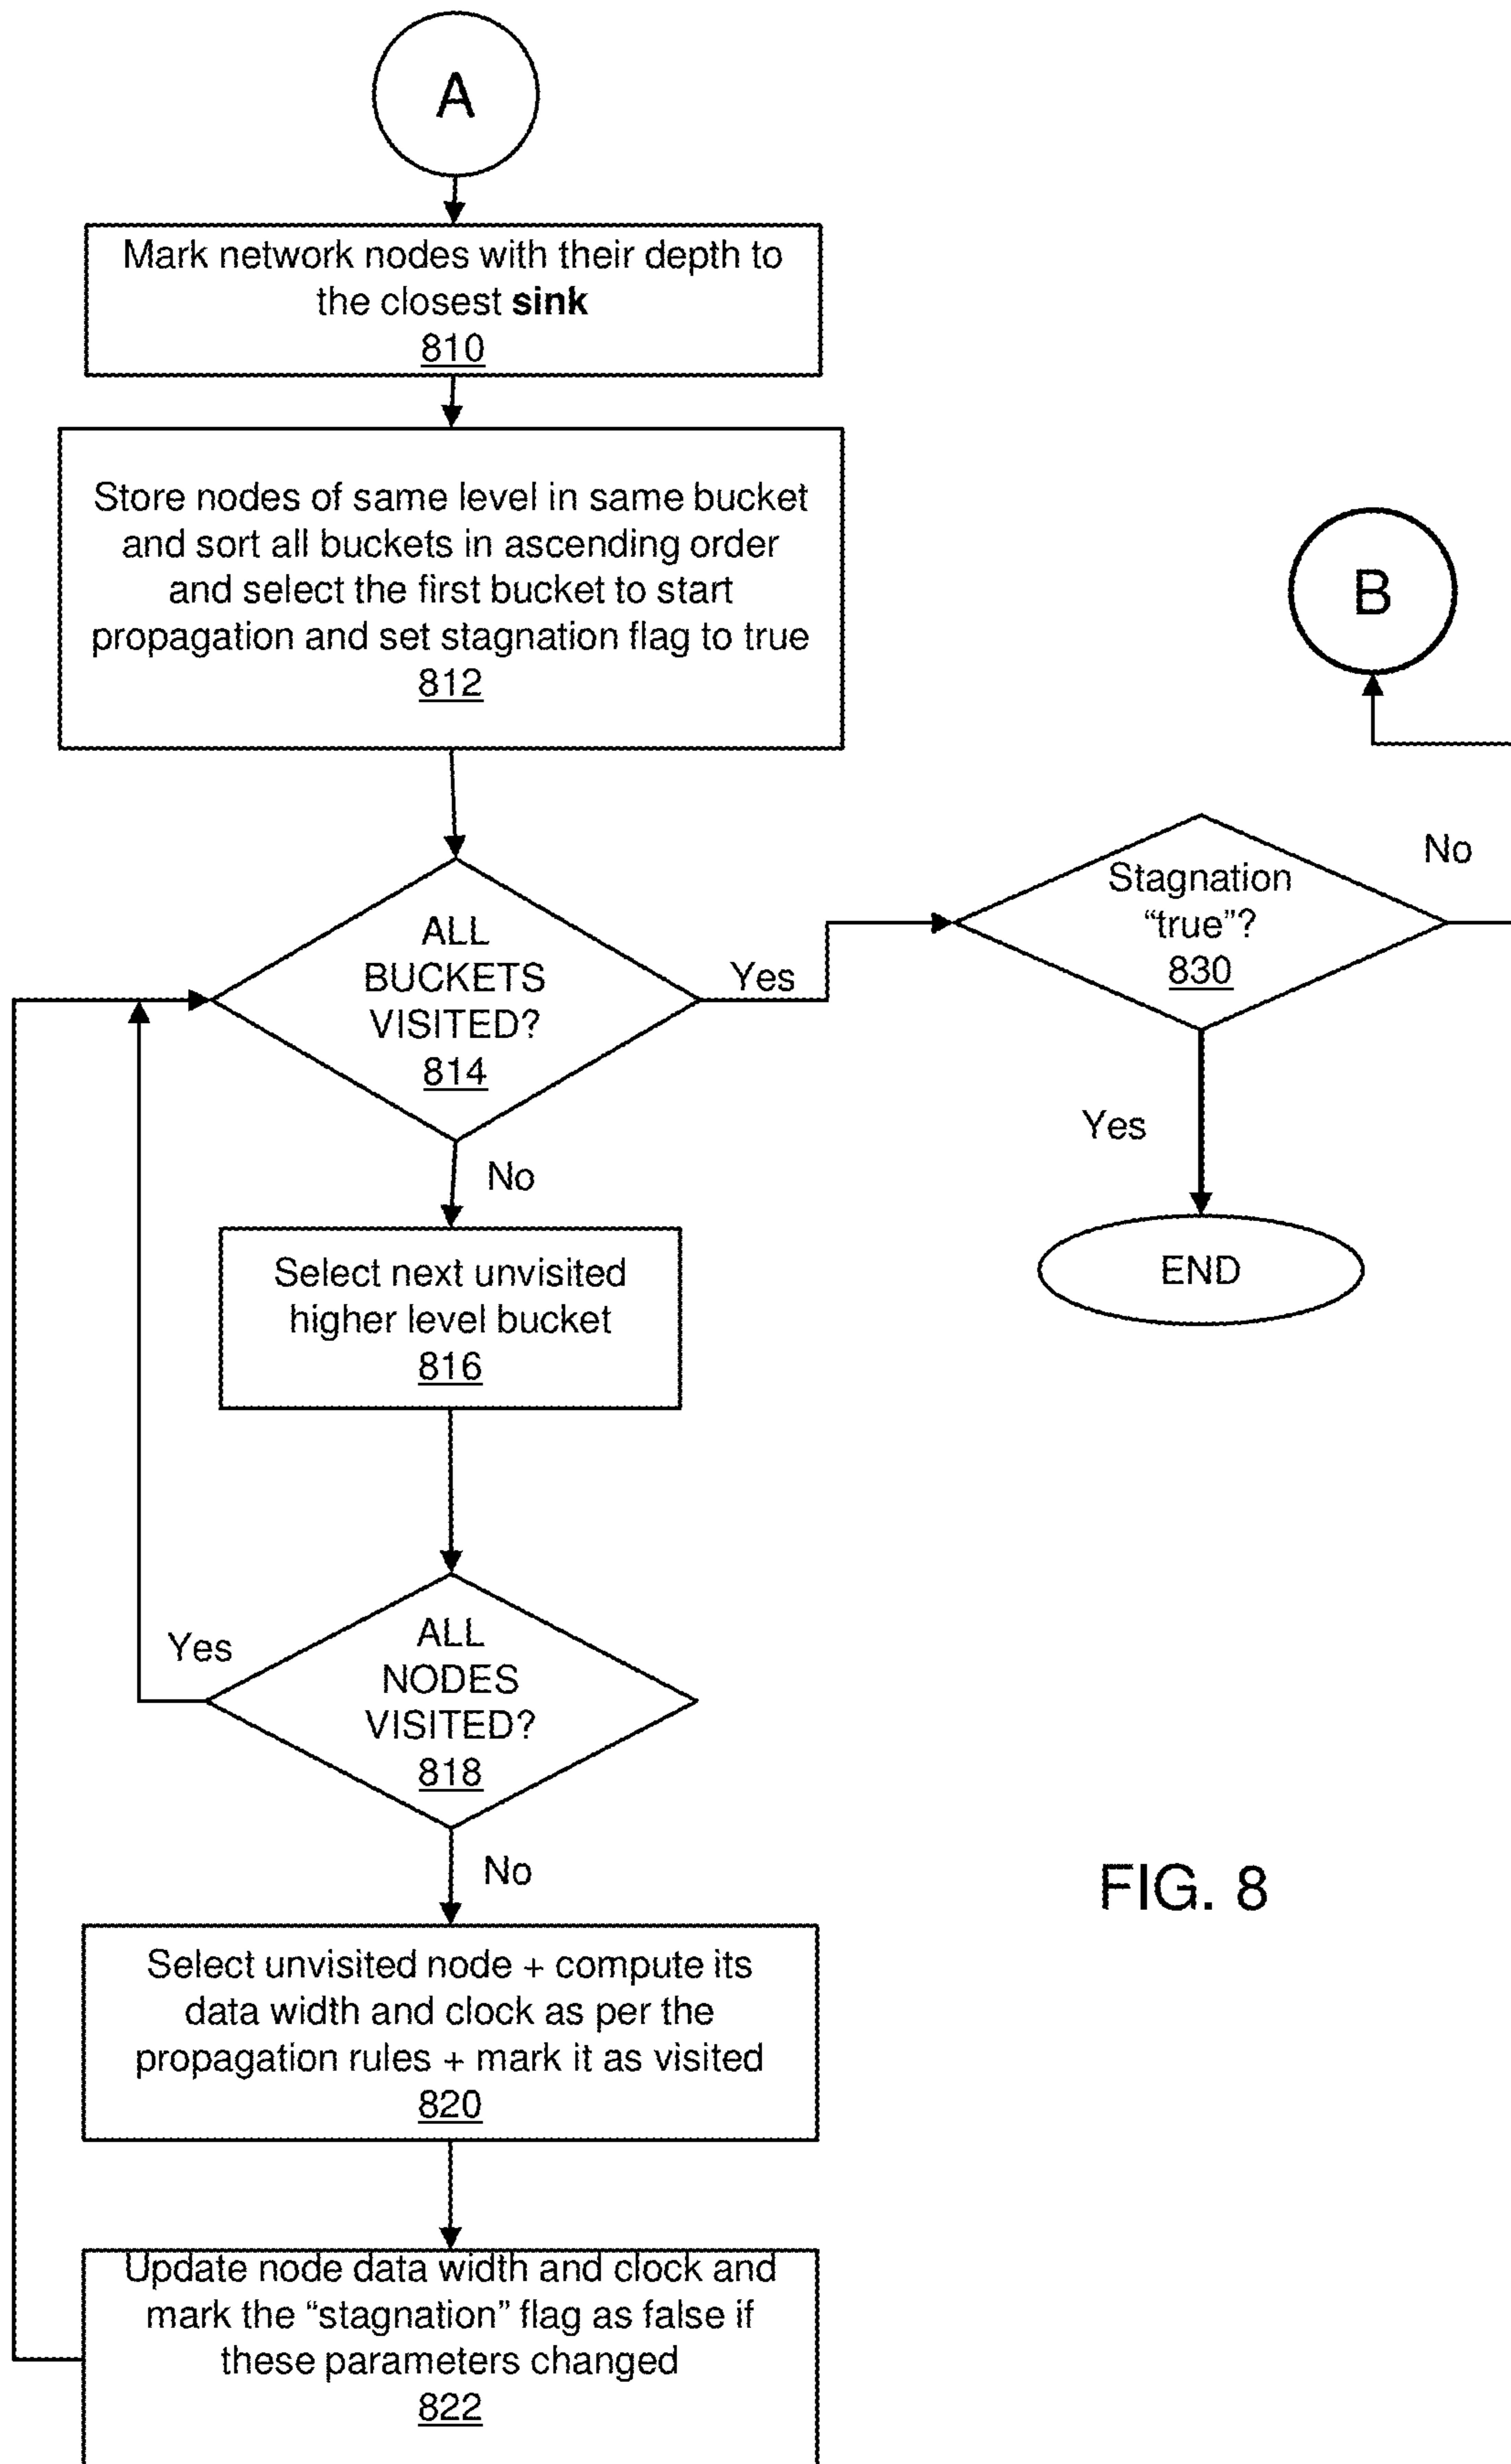 A
Mark network nodes with their depth to
the closest sink
810
Store nodes of same level in same bucket
and sort all buckets in ascending order
and select the first bucket to start
propagation and set stagnation flag to true
812
B
ALL
BUCKETS
VISITED?
814
Yes
No
Stagnation
“true”?
830
No
Yes
END
Select next unvisited
higher level bucket
816
ALL
NODES
VISITED?
818
Yes
No
Select unvisited node + compute its
data width and clock as per the
propagation rules + mark it as visited
820
Update node data width and clock and
mark the “stagnation” flag as false if
these parameters changed
822
FIG. 8